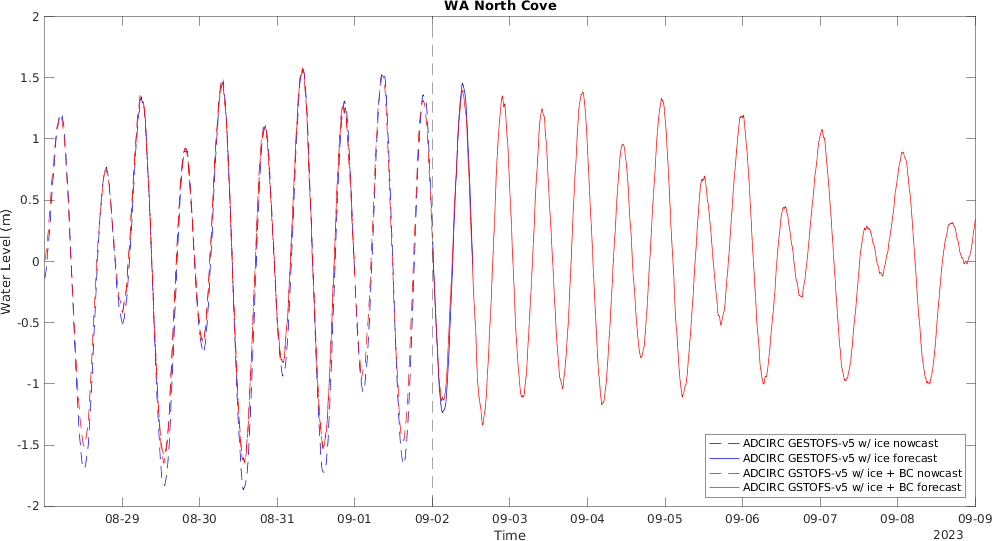 WA North Cove
2
1.5
1
0.5
0
-0.5
-1
-1.5
-2
Water Level (m)
ADCIRC GESTOFS-v5 w/ ice nowcast
ADCIRC GESTOFS-v5 w/ ice forecast
ADCIRC GSTOFS-v5 w/ ice + BC nowcast
ADCIRC GSTOFS-v5 w/ ice + BC forecast
08-29 08-30 08-31 09-01 09-02 09-03 09-04 09-05 09-06 09-07 09-08 09-09
Time
2023